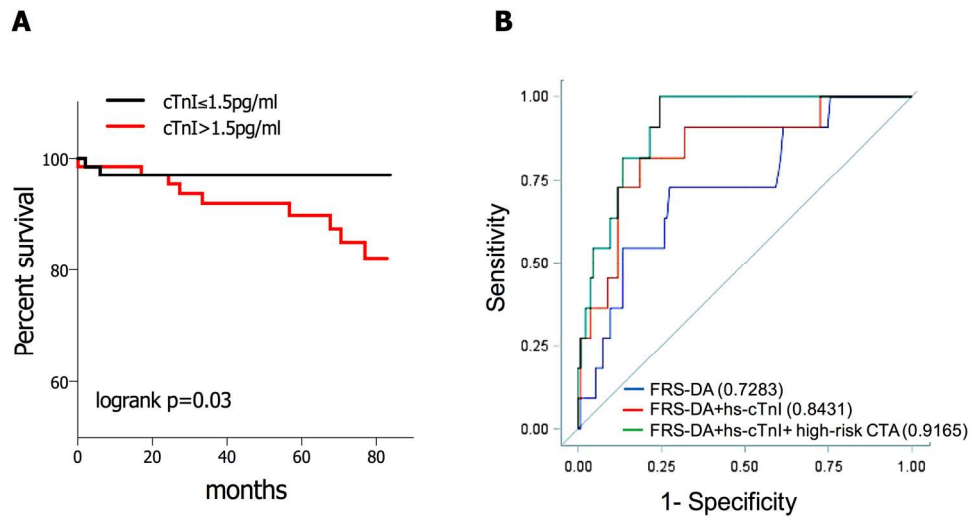 A
cTnI≤1.5pg/ml
cTnI>1.5pg/ml
100
80
60
Percent survival
logrank p=0.03
0
20
40
60
80
months
B
1.00
0.75
0.50
0.25
0.00
Sensitivity
FRS-DA (0.7283)
FRS-DA+hs-cTnI (0.8431)
FRS-DA+hs-cTnI+ high-risk CTA (0.9165)
0.00
0.25
0.50
0.75
1.00
1- Specificity